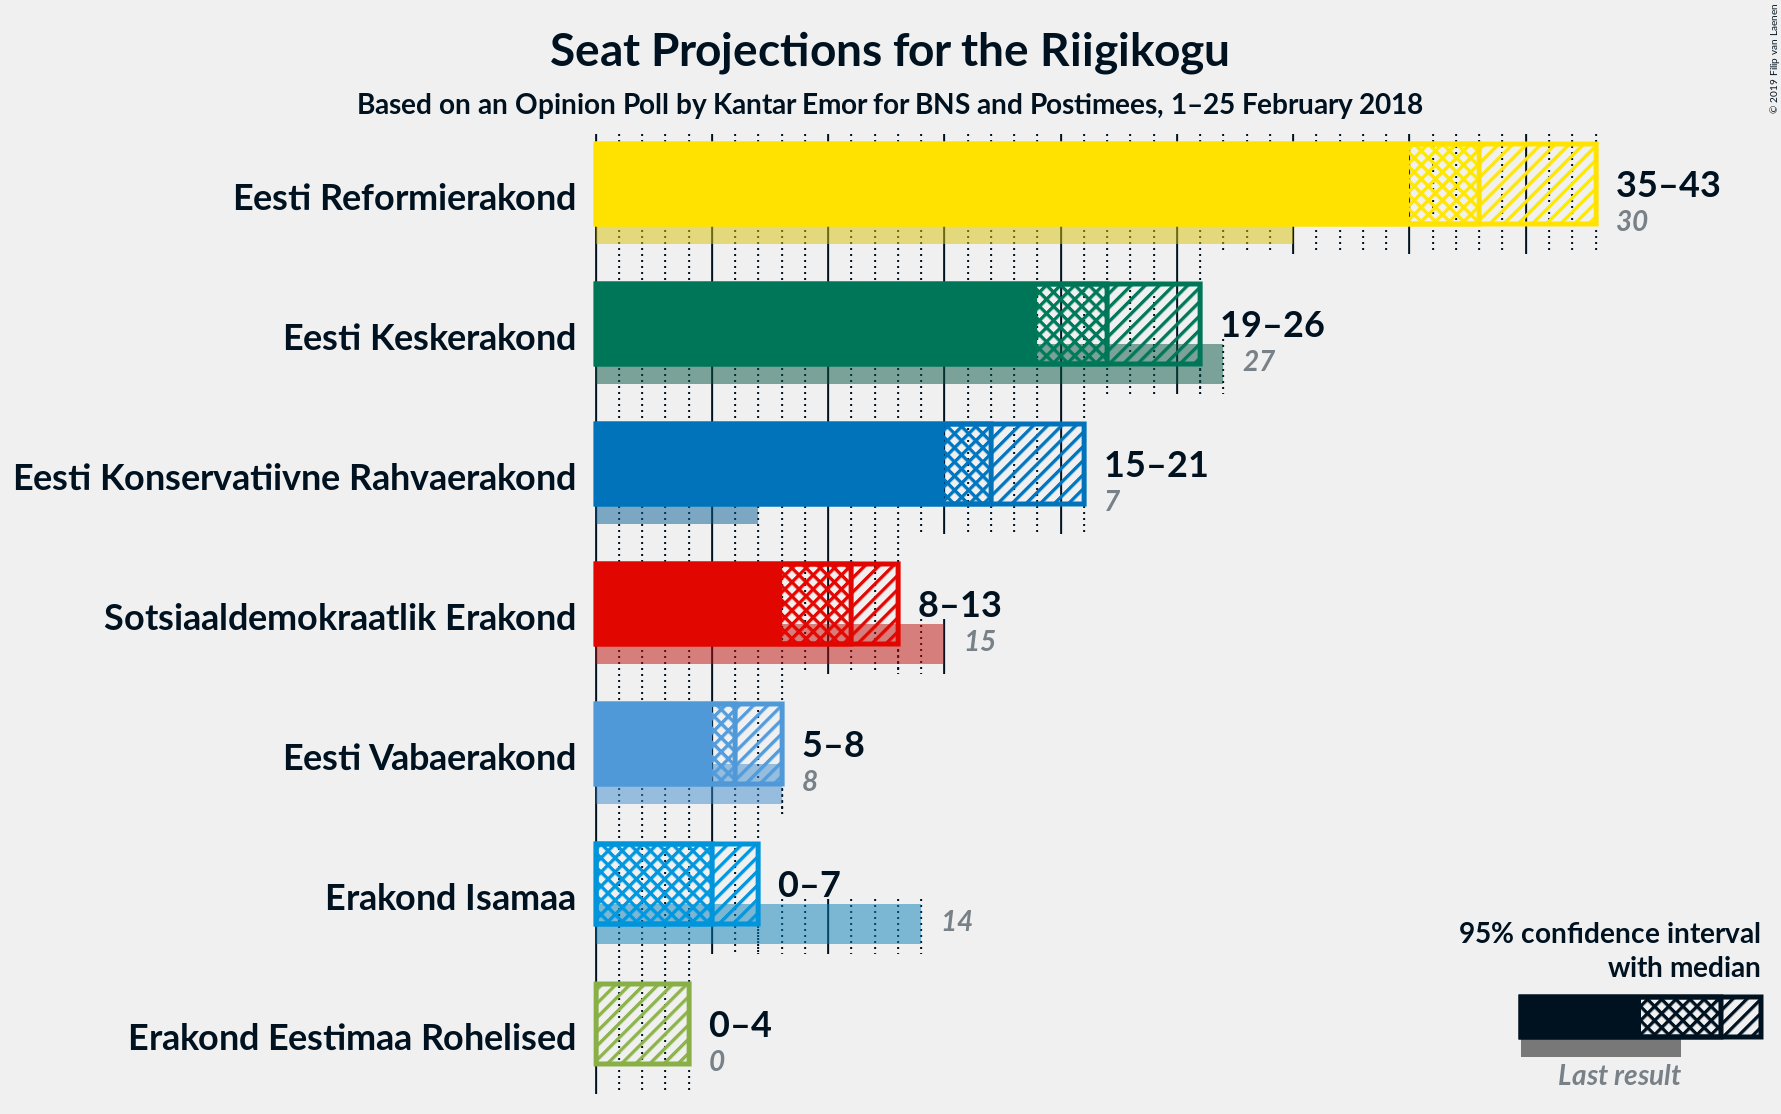 Seat Projections for the Riigikogu
Based on an Opinion Poll by Kantar Emor for BNS and Postimees, 1–25 February 2018
© 2019 Filip van Laenen
Eesti Reformierakond
35–43
30
Eesti Keskerakond
19–26
27
Eesti Konservatiivne Rahvaerakond
15–21
7
Sotsiaaldemokraatlik Erakond
8–13
15
Eesti Vabaerakond
5–8
8
Erakond Isamaa
0–7
14
Erakond Eestimaa Rohelised
0–4
0
95% confidence interval
with median
Last result